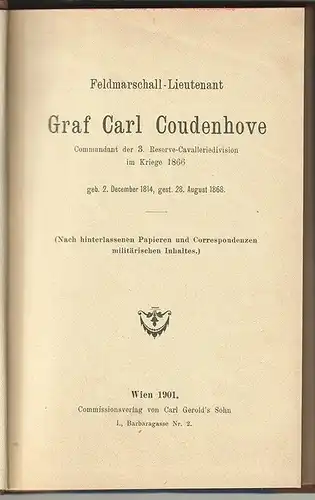 Feldmarschall-Lieutenant
Graf Carl Coudenhove
Commandant der 3. Reserve-Cavalleriedivision
im Kriege 1866
geb. 2. December 1814, gest. 28. August 1868.
(Nach hinterlassenen Papieren und Correspondenzen
militärischen Inhaltes.)
Wien 1901.
Commissionsverlag von Carl Gerold's Sohn
I., Barbaragasse Nr. 2.